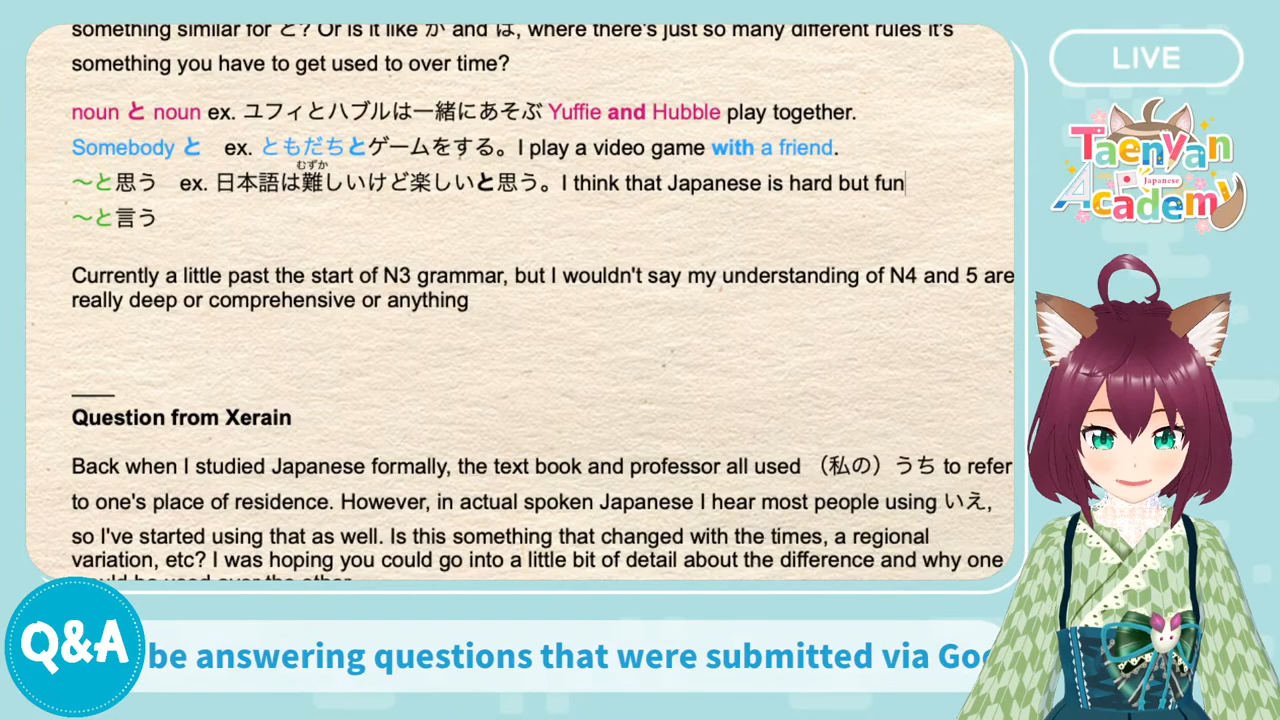 something similar for と? Or is it like が and は, where there's just so many different rules it's
something you have to get used to over time?
noun と noun ex. ユフィとハブルは一緒にあそぶ Yuffie and Hubble play together.
Somebody と ex. ともだちとゲームをする。I play a video game with a friend.
むずか
〜と思う ex. 日本語は難しいけど楽しいと思う。I think that Japanese is hard but fun
〜と言う
Currently a little past the start of N3 grammar, but I wouldn't say my understanding of N4 and 5 are
really deep or comprehensive or anything
Question from Xerain
Back when I studied Japanese formally, the text book and professor all used （私の）うち to refer
to one's place of residence. However, in actual spoken Japanese I hear most people using いえ,
so I've started using that as well. Is this something that changed with the times, a regional
variation, etc? I was hoping you could go into a little bit of detail about the difference and why one
LIVE
Taenyan
Japanese
Academy
Q&A
be answering questions that were submitted via Goo